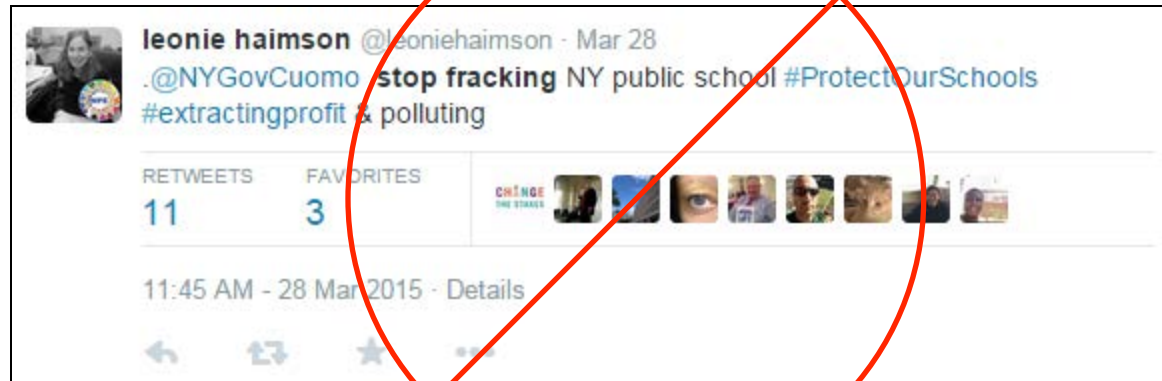 leonie haimson @leoniehaimson · Mar 28
.@NYGovCuomo stop fracking NY public school #ProtectOurSchools
#extractingprofit & polluting
RETWEETS FAVORITES
11 3
CHANGE
THE STAKES
11:45 AM - 28 Mar 2015 · Details